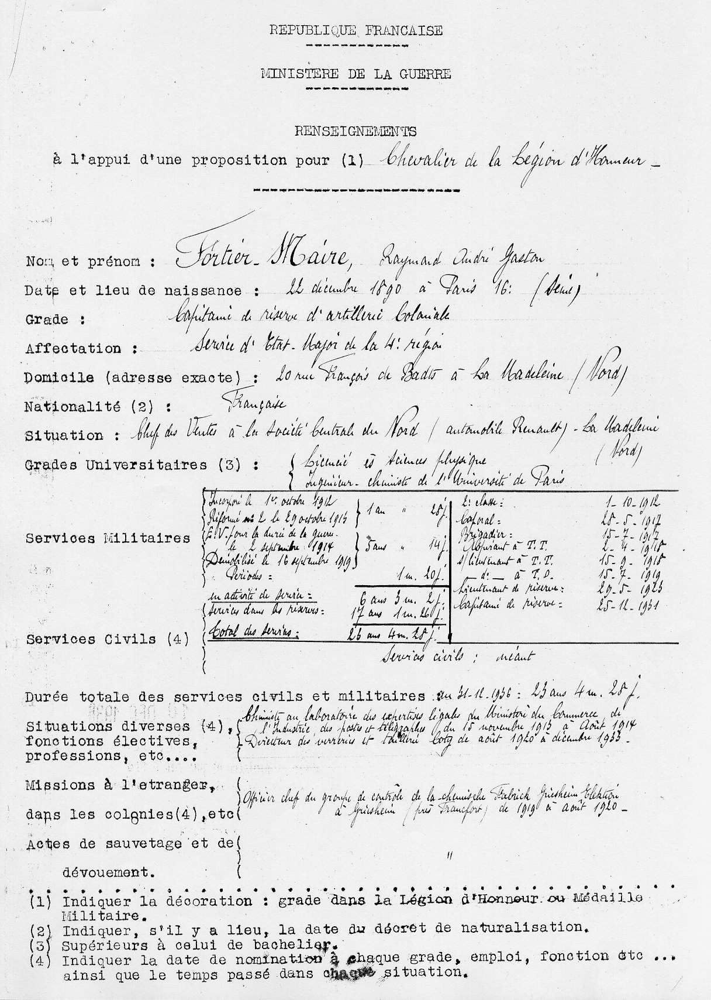 REPUBLIQUE FRANCAISE
MINISTERE DE LA GUERRE
RENSEIGNEMENTS
à l'appui d'une proposition pour (1) Chevalier de la Légion d'Honneur -
Nom et prénom : Fortier-Maire, Raymond André Gaston
Date et lieu de naissance : 22 décembre 1890 à Paris 16: (Seine)
Grade : Capitaine de réserve d'artillerie Coloniale
Affectation : Service d'Etat-Major de la 4e région
Domicile (adresse exacte) : 20 rue François de Badts à La Madeleine (Nord)
Nationalité (2) : Française
Situation : Chef des Ventes à la Société Centrale du Nord (automobile Renault) - La Madeleine
(Nord)
Grades Universitaires (3) : Licencié ès sciences physique
Ingénieur-chimiste de l'Université de Paris
Services Militaires
Incorporé le 1er octobre 1912
Réformé n° 2 le 29 octobre 1913
1 an " 28 j.
E.V. pour la durée de la guerre.
le 2 septembre 1914
Démobilisé le 16 septembre 1919
5 ans " 14 j.
Périodes = 1 m. 20 j.
en activité de service = 6 ans 3 m. 2 j.
Services dans les réserves = 17 ans 1 m. 26 j.
Total des services : 23 ans 4 m. 28 j.
2e classe : 1-10-1912
Caporal = 28-5-1917
Brigadier : 15-7-1917
Aspirant à T.T. 2-4-1918
S/lieutenant à T.T. 15-9-1918
- d° - à T.D. 15-7-1919
Lieutenant de réserve = 29-5-1923
Capitaine de réserve = 25-12-1931
Services Civils (4)
Services civils : néant
Durée totale des services civils et militaires au 31-12-1936 : 23 ans 4 m. 28 j.
Situations diverses (4), Chimiste au laboratoire des expertises légales du Ministère du Commerce, de
l'Industrie, des postes et télégraphes du 15 novembre 1913 à Août 1914
fonctions électives, Directeur des verreries et taillerie Coty de août 1920 à décembre 1933.
professions, etc....
Missions à l'etranger,
Officier chef du groupe de contrôle de la chemische Fabrick Griesheim Elektron
dans les colonies(4),etc à Griesheim (près Francfort) de 1919 à Août 1920 -
Actes de sauvetage et de
"
dévouement.
(1) Indiquer la décoration : grade dans la Légion d'Honneur ou Médaille
Militaire.
(2) Indiquer, s'il y a lieu, la date du décret de naturalisation.
(3) Supérieurs à celui de bachelier.
(4) Indiquer la date de nomination à chaque grade, emploi, fonction etc ...
ainsi que le temps passé dans chaque situation.